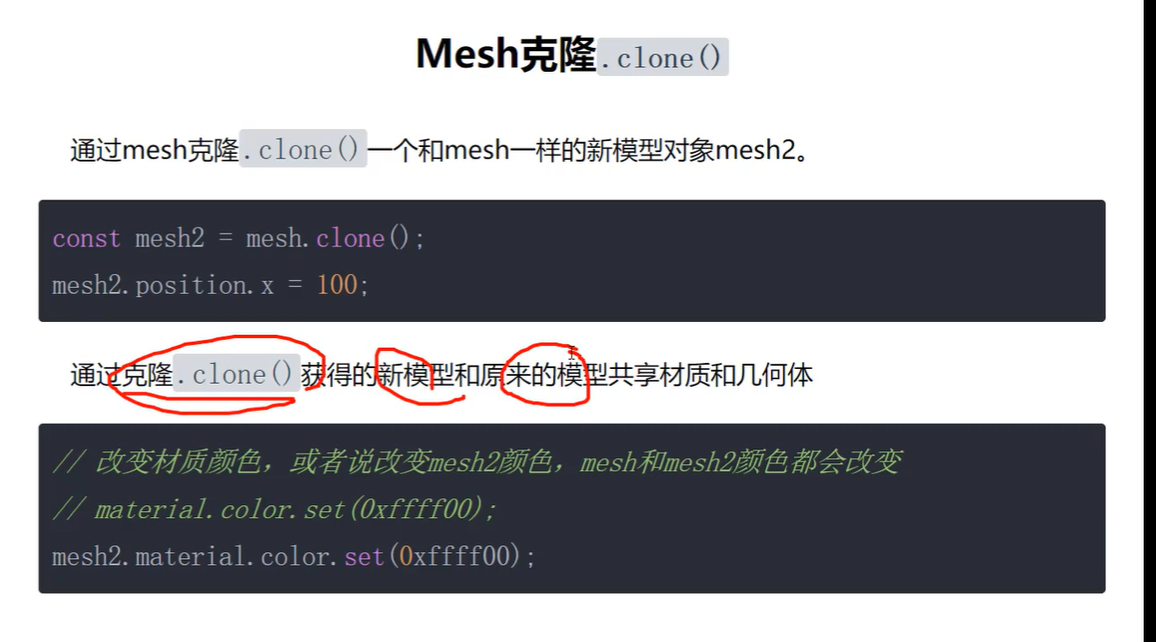 Mesh克隆.clone()
通过mesh克隆.clone()一个和mesh一样的新模型对象mesh2。
const mesh2 = mesh.clone();
mesh2.position.x = 100;
通过克隆.clone()获得的新模型和原来的模型共享材质和几何体
// 改变材质颜色，或者说改变mesh2颜色，mesh和mesh2颜色都会改变
// material.color.set(0xffff00);
mesh2.material.color.set(0xffff00);